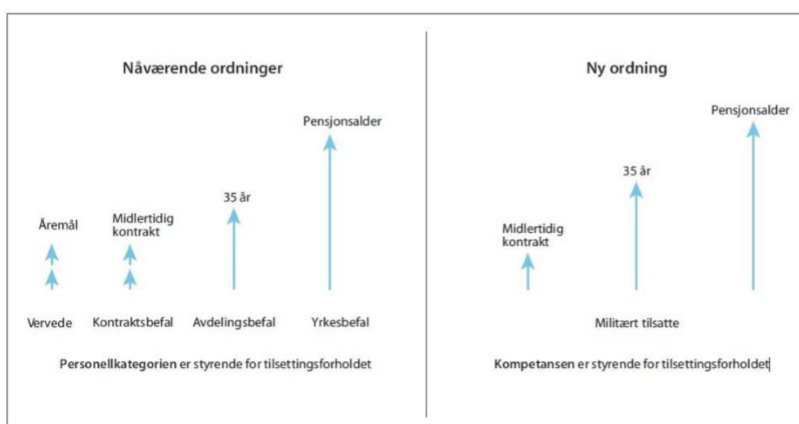 Nåværende ordninger
Pensjonsalder
35 år
Åremål
Midlertidig
kontrakt
Vervede
Kontraktsbefal
Avdelingsbefal
Yrkesbefal
Personellkategorien er styrende for tilsettingsforholdet
Ny ordning
Pensjonsalder
35 år
Midlertidig
kontrakt
Militært tilsatte
Kompetansen er styrende for tilsettingsforholdet